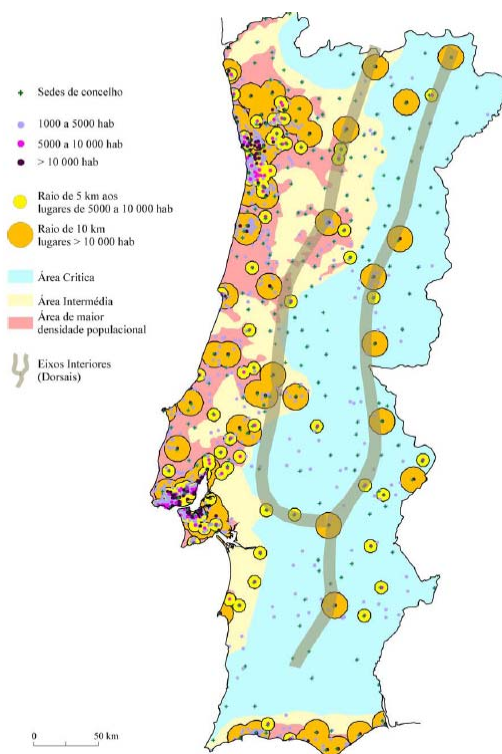 Sedes de concelho
1000 a 5000 hab
5000 a 10 000 hab
> 10 000 hab
Raio de 5 km aos
lugares de 5000 a 10 000 hab
Raio de 10 km
lugares > 10 000 hab
Área Critica
Área Intermédia
Área de maior
densidade populacional
Eixos Interiores
(Dorsais)
0 50 km